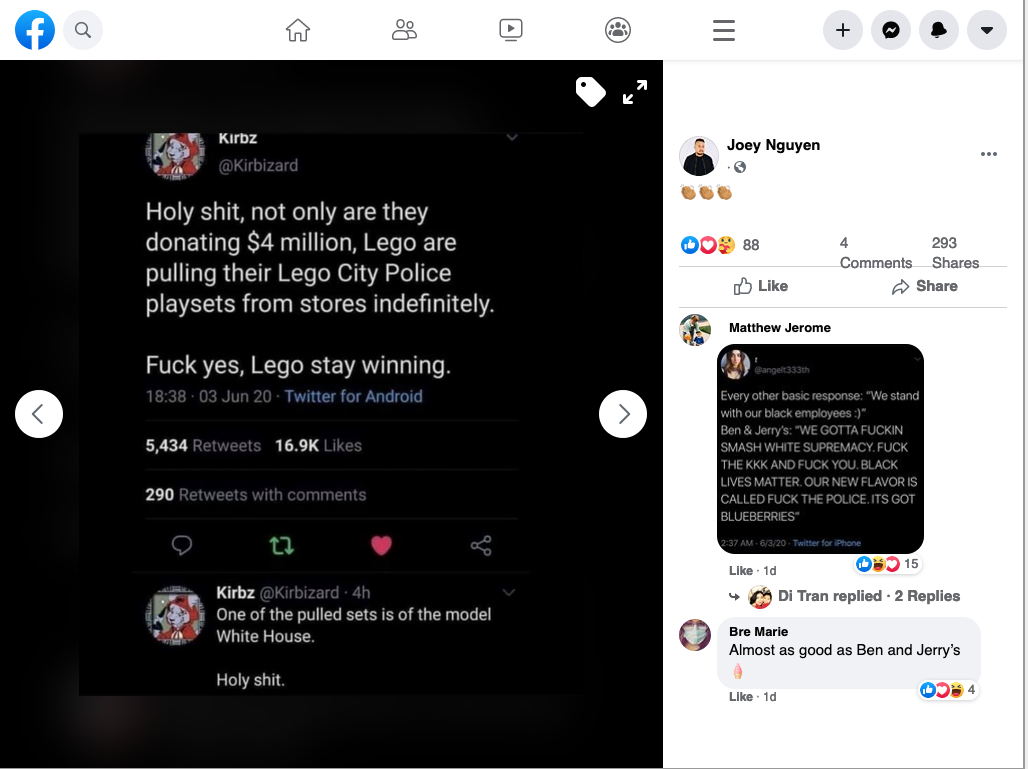 Kirbz
@Kirbizard
Holy shit, not only are they
donating $4 million, Lego are
pulling their Lego City Police
playsets from stores indefinitely.
Fuck yes, Lego stay winning.
18:38 · 03 Jun 20 · Twitter for Android
5,434 Retweets 16.9K Likes
290 Retweets with comments
Kirbz @Kirbizard · 4h
One of the pulled sets is of the model
White House.
Holy shit.
Joey Nguyen
88
4 Comments
293 Shares
Like
Share
Matthew Jerome
r
@angelt333th
Every other basic response: "We stand
with our black employees :)"
Ben & Jerry's: "WE GOTTA FUCKIN
SMASH WHITE SUPREMACY. FUCK
THE KKK AND FUCK YOU. BLACK
LIVES MATTER. OUR NEW FLAVOR IS
CALLED FUCK THE POLICE. ITS GOT
BLUEBERRIES"
2:37 AM · 6/3/20 · Twitter for iPhone
Like · 1d
15
Di Tran replied · 2 Replies
Bre Marie
Almost as good as Ben and Jerry's
🍦
Like · 1d
4